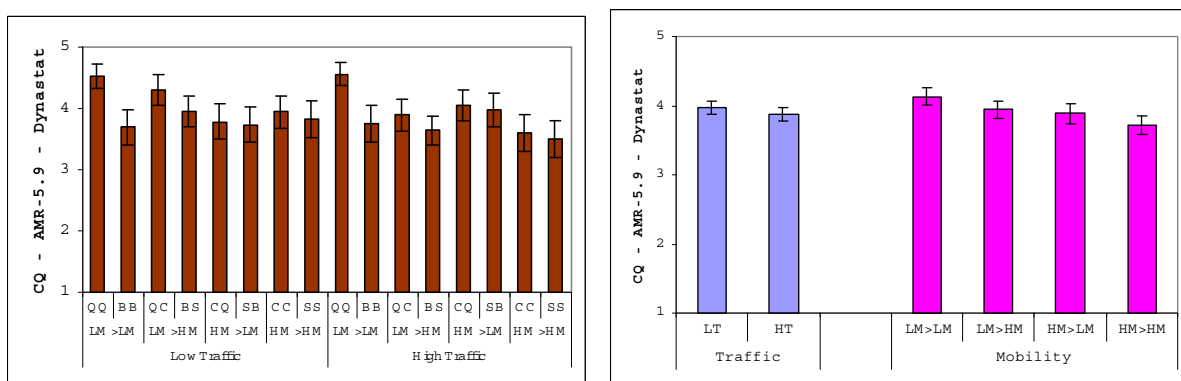 CQ - AMR-5.9 - Dynastat
5
4
3
2
1
QQ BB QC BS CQ SB CC SS QQ BB QC BS CQ SB CC SS
LM >LM LM >HM HM >LM HM >HM LM >LM LM >HM HM >LM HM >HM
Low Traffic High Traffic
CQ - AMR-5.9 - Dynastat
5
4
3
2
1
LT HT LM>LM LM>HM HM>LM HM>HM
Traffic Mobility